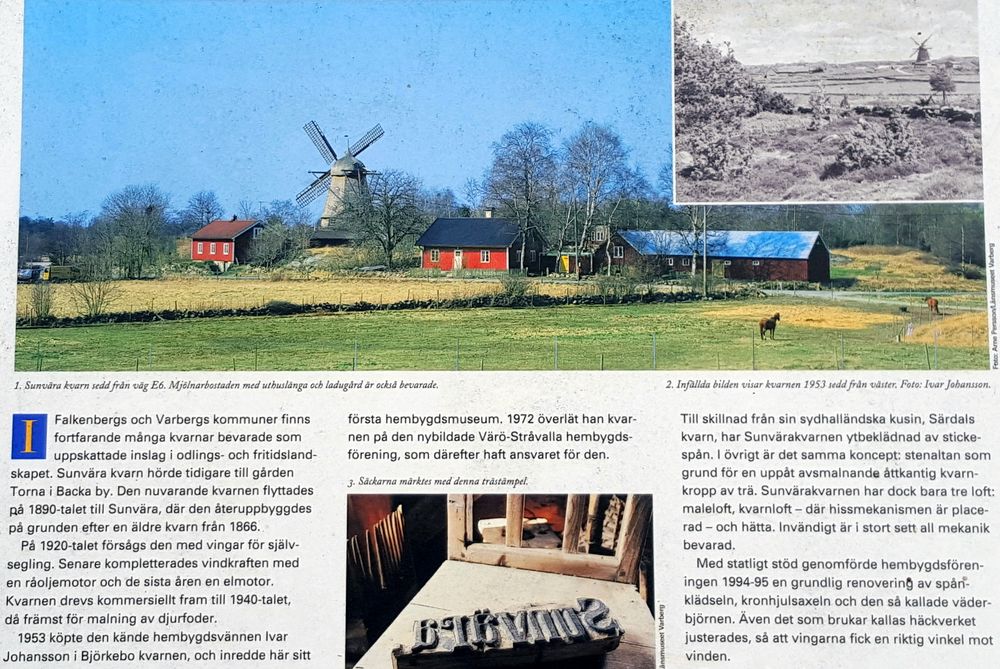 Foto: Arne Persson/Länsmuseet Varberg
1. Sunvära kvarn sedd från väg E6. Mjölnarbostaden med uthuslänga och ladugård är också bevarade.
2. Infällda bilden visar kvarnen 1953 sedd från väster. Foto: Ivar Johansson.
I Falkenbergs och Varbergs kommuner finns
fortfarande många kvarnar bevarade som
uppskattade inslag i odlings- och fritidsland-
skapet. Sunvära kvarn hörde tidigare till gården
Torna i Backa by. Den nuvarande kvarnen flyttades
på 1890-talet till Sunvära, där den återuppbyggdes
på grunden efter en äldre kvarn från 1866.
På 1920-talet försågs den med vingar för själv-
segling. Senare kompletterades vindkraften med
en råoljemotor och de sista åren en elmotor.
Kvarnen drevs kommersiellt fram till 1940-talet,
då främst för malning av djurfoder.
1953 köpte den kände hembygdsvännen Ivar
Johansson i Björkebo kvarnen, och inredde här sitt
första hembygdsmuseum. 1972 överlät han kvar-
nen på den nybildade Värö-Stråvalla hembygds-
förening, som därefter haft ansvaret för den.
3. Säckarna märktes med denna trästämpel.
Sunvära
änsmuseet Varberg
Till skillnad från sin sydhalländska kusin, Särdals
kvarn, har Sunvärakvarnen ytbeklädnad av sticke-
spån. I övrigt är det samma koncept: stenaltan som
grund för en uppåt avsmalnande åttkantig kvarn-
kropp av trä. Sunvärakvarnen har dock bara tre loft:
maleloft, kvarnloft – där hissmekanismen är place-
rad – och hätta. Invändigt är i stort sett all mekanik
bevarad.
Med statligt stöd genomförde hembygdsfören-
ingen 1994-95 en grundlig renovering av spån-
klädseln, kronhjulsaxeln och den så kallade väder-
björnen. Även det som brukar kallas häckverket
justerades, så att vingarna fick en riktig vinkel mot
vinden.